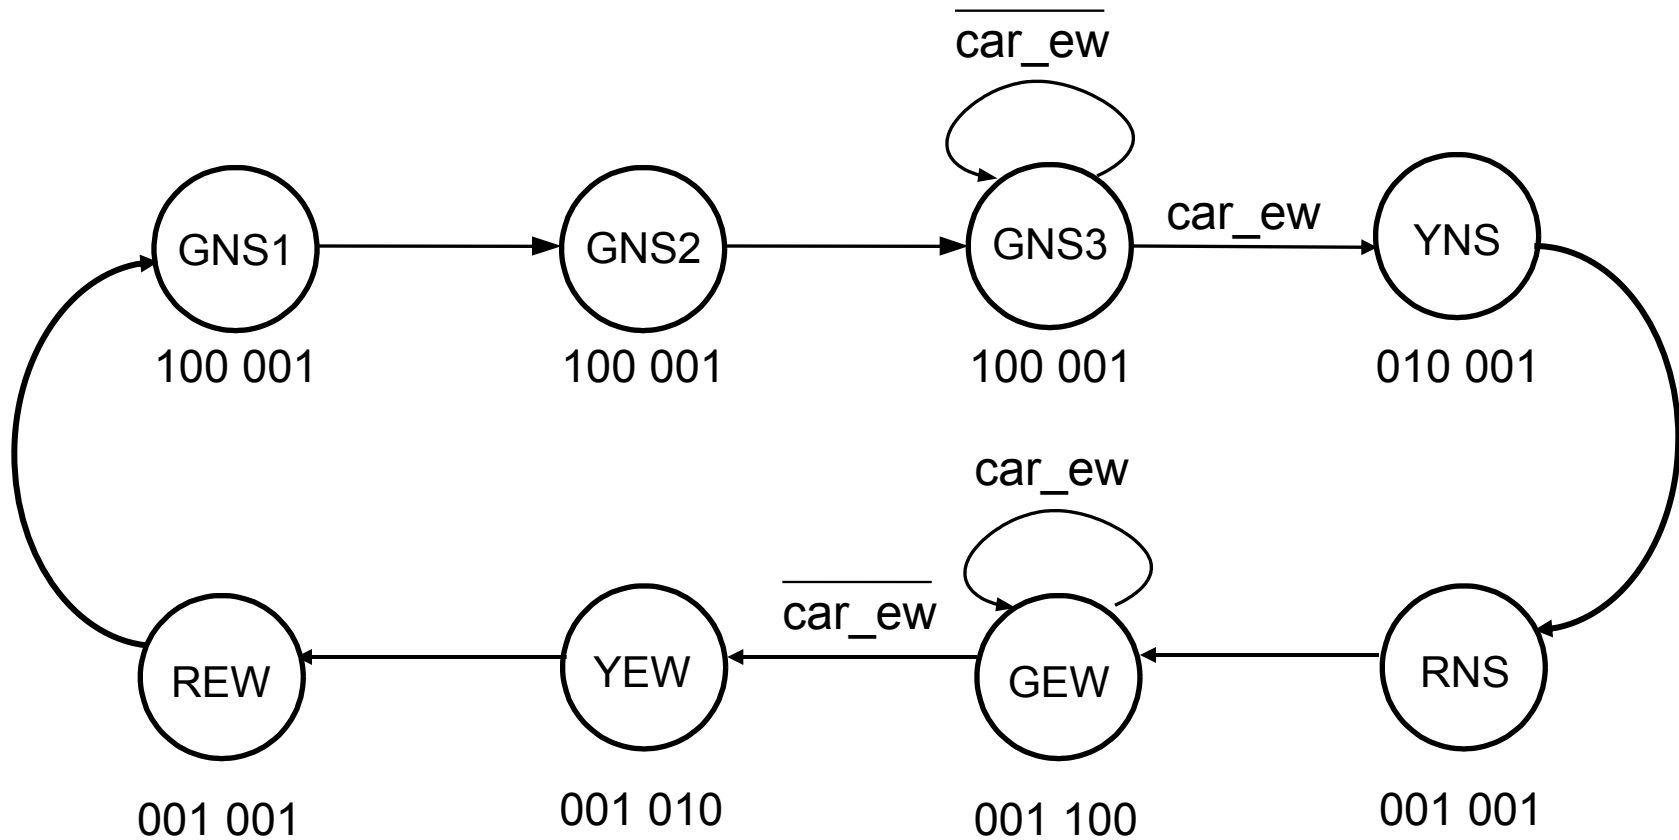 car_ew
GNS1
GNS2
GNS3
car_ew
YNS
100 001
100 001
100 001
010 001
car_ew
car_ew
REW
YEW
GEW
RNS
001 001
001 010
001 100
001 001